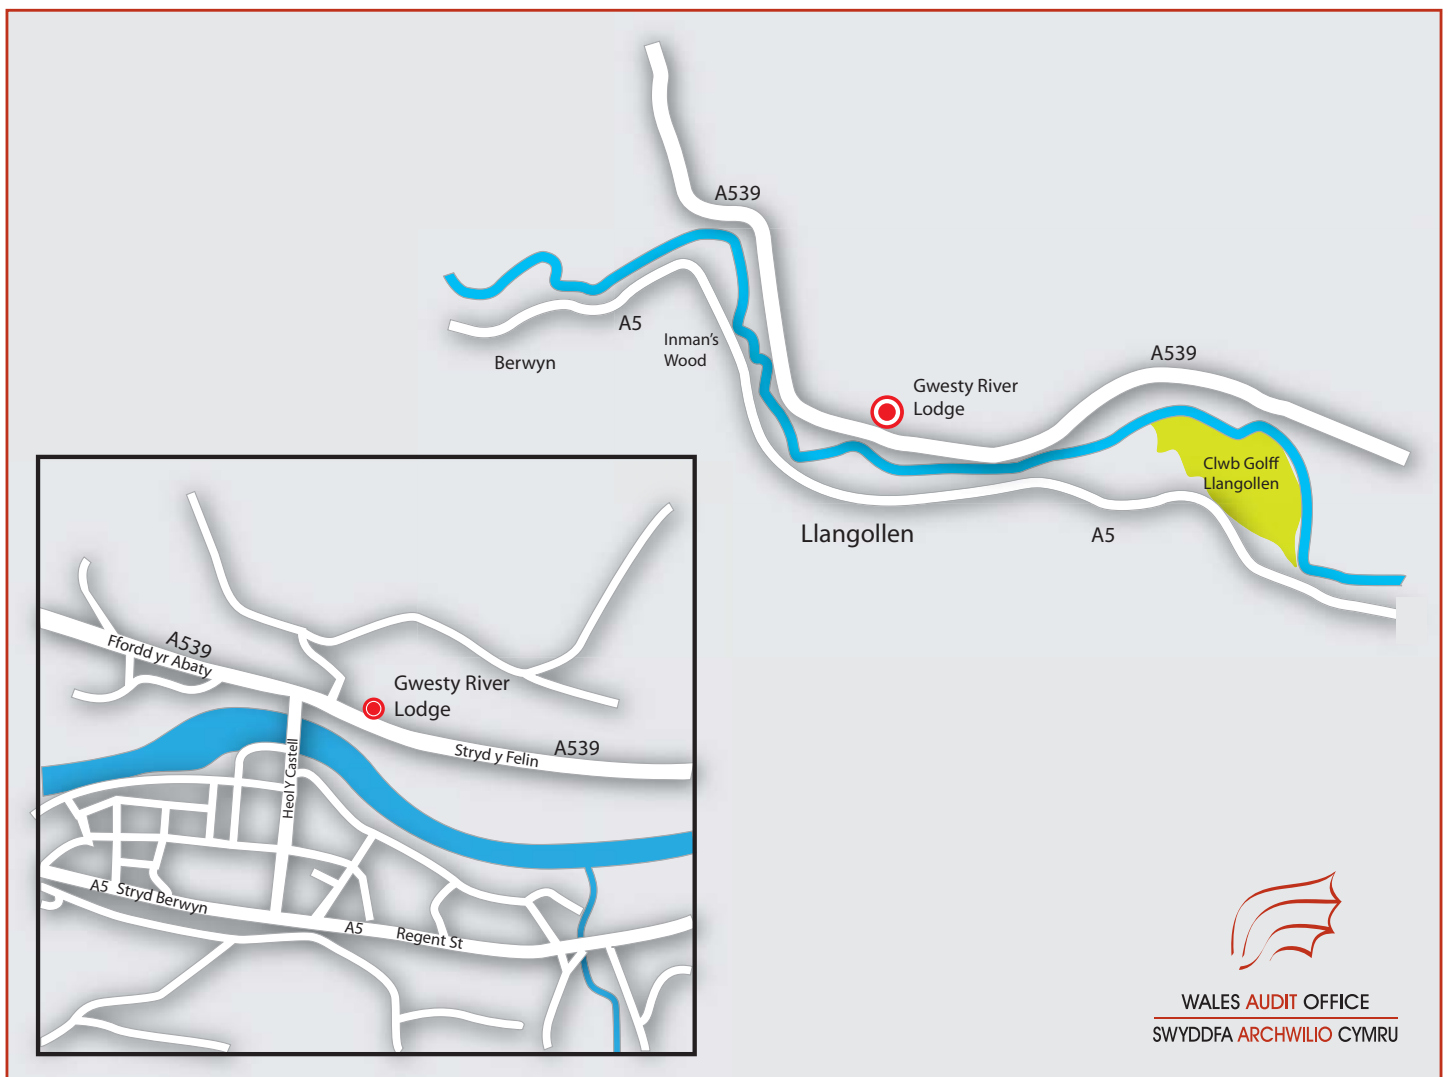 A539
A5
Inman's
Wood
Berwyn
Gwesty River
Lodge
A539
Clwb Golff
Llangollen
Llangollen
A5
A539
Ffordd yr Abaty
Gwesty River
Lodge
Stryd y Felin
A539
Heol Y Castell
A5 Stryd Berwyn
A5 Regent St
WALES AUDIT OFFICE
SWYDDFA ARCHWILIO CYMRU